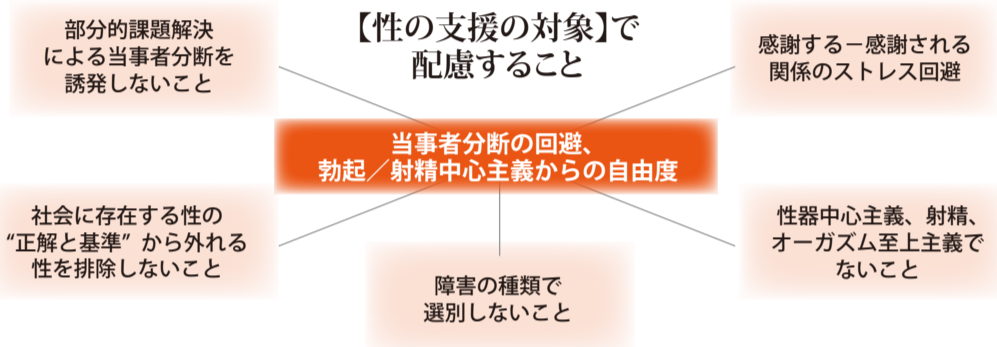 【性の支援の対象】で
配慮すること
部分的課題解決
による当事者分断を
誘発しないこと
感謝する－感謝される
関係のストレス回避
当事者分断の回避、
勃起／射精中心主義からの自由度
社会に存在する性の
“正解と基準”から外れる
性を排除しないこと
障害の種類で
選別しないこと
性器中心主義、射精、
オーガズム至上主義で
ないこと